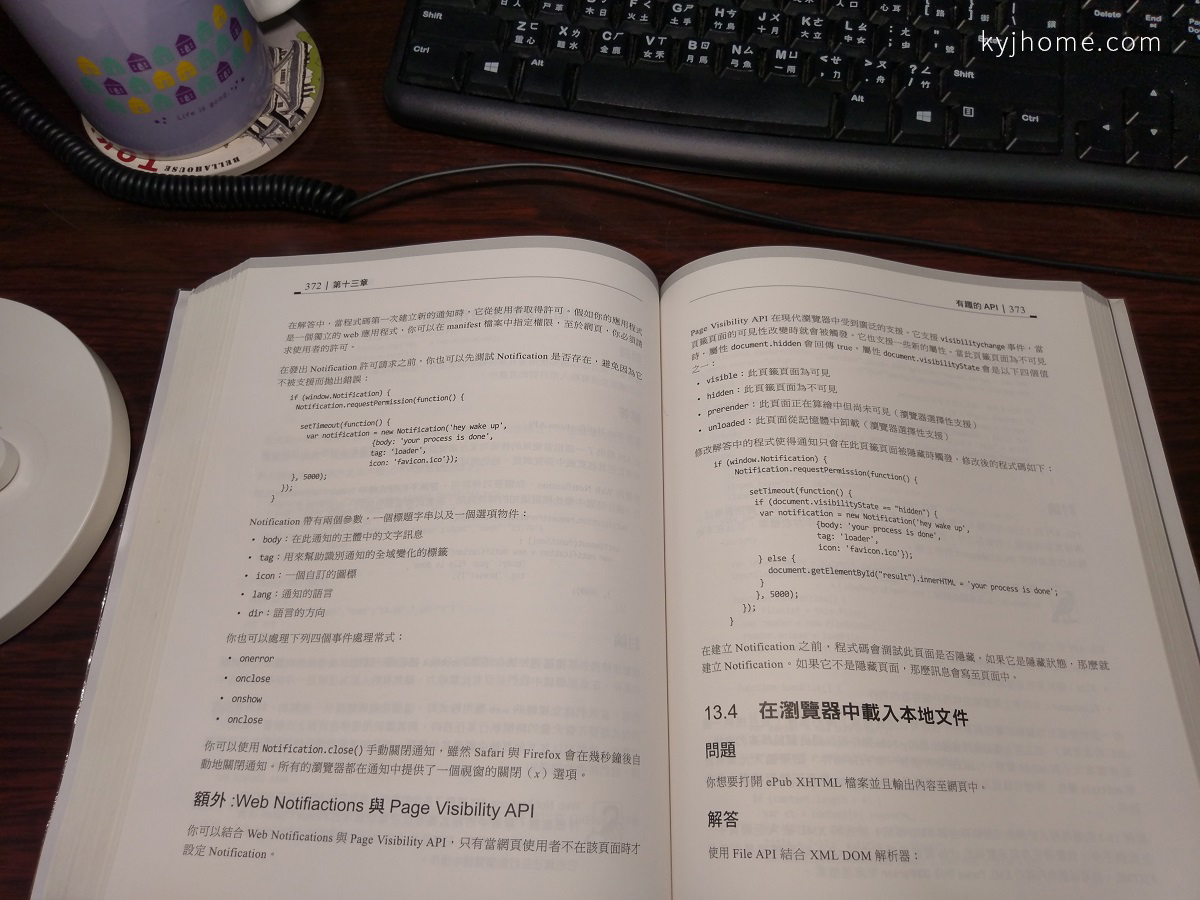 kyjhome.com
Life is good.
BELLAHOUSE
Shift
Ctrl
Alt
Shift
Alt
Ctrl
Delete
End
372 | 第十三章
在解答中，當程式碼第一次建立新的通知時，它從使用者取得許可。假如你的應用程式
是一個獨立的 web 應用程式，你可以在 manifest 檔案中指定權限，至於網頁，你必須請
求使用者的許可。
在發出 Notification 許可請求之前，你也可以先測試 Notification 是否存在，避免因為它
不被支援而拋出錯誤：
if (window.Notification) {
Notification.requestPermission(function() {
setTimeout(function() {
var notification = new Notification('hey wake up',
{body: 'your process is done',
tag: 'loader',
icon: 'favicon.ico'});
}, 5000);
});
}
Notification 帶有兩個參數，一個標題字串以及一個選項物件：
• body：在此通知的主體中的文字訊息
• tag：用來幫助識別通知的全域變化的標籤
• icon：一個自訂的圖標
• lang：通知的語言
• dir：語言的方向
你也可以處理下列四個事件處理常式：
• onerror
• onclose
• onshow
• onclose
你可以使用 Notification.close() 手動關閉通知，雖然 Safari 與 Firefox 會在幾秒鐘後自
動地關閉通知。所有的瀏覽器都在通知中提供了一個視窗的關閉（x）選項。
額外 :Web Notifiactions 與 Page Visibility API
你可以結合 Web Notifications 與 Page Visibility API，只有當網頁使用者不在該頁面時才
設定 Notification。
有趣的 API | 373
Page Visibility API 在現代瀏覽器中受到廣泛的支援。它支援 visibilitychange 事件，當
頁籤頁面的可見性改變時就會被觸發。它也支援一些新的屬性。當此頁籤頁面為不可見
時，屬性 document.hidden 會回傳 true，屬性 document.visibilityState 會是以下四個值
之一：
• visible：此頁籤頁面為可見
• hidden：此頁籤頁面為不可見
• prerender：此頁面正在算繪中但尚未可見（瀏覽器選擇性支援）
• unloaded：此頁面從記憶體中卸載（瀏覽器選擇性支援）
修改解答中的程式使得通知只會在此頁籤頁面被隱藏時觸發。修改後的程式碼如下：
if (window.Notification) {
Notification.requestPermission(function() {
setTimeout(function() {
if (document.visibilityState == "hidden") {
var notification = new Notification('hey wake up',
{body: 'your process is done',
tag: 'loader',
icon: 'favicon.ico'});
} else {
document.getElementById("result").innerHTML = 'your process is done';
}
}, 5000);
});
}
在建立 Notification 之前，程式碼會測試此頁面是否隱藏。如果它是隱藏狀態，那麼就
建立 Notification。如果它不是隱藏頁面，那麼訊息會寫至頁面中。
13.4 在瀏覽器中載入本地文件
問題
你想要打開 ePub XHTML 檔案並且輸出內容至網頁中。
解答
使用 File API 結合 XML DOM 解析器：